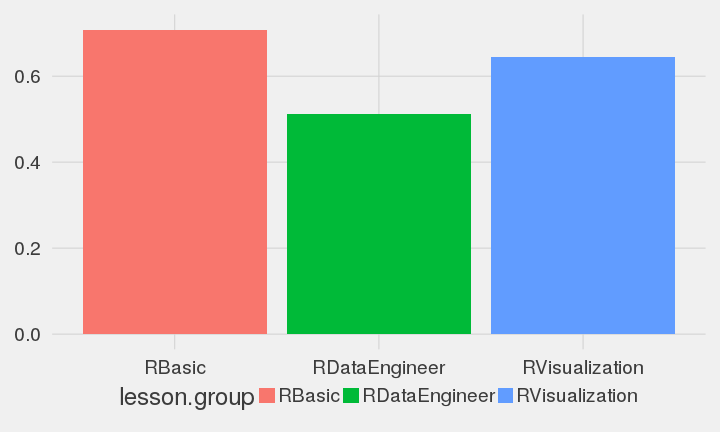 0.6
0.4
0.2
0.0
RBasic RDataEngineer RVisualization
lesson.group RBasic RDataEngineer RVisualization